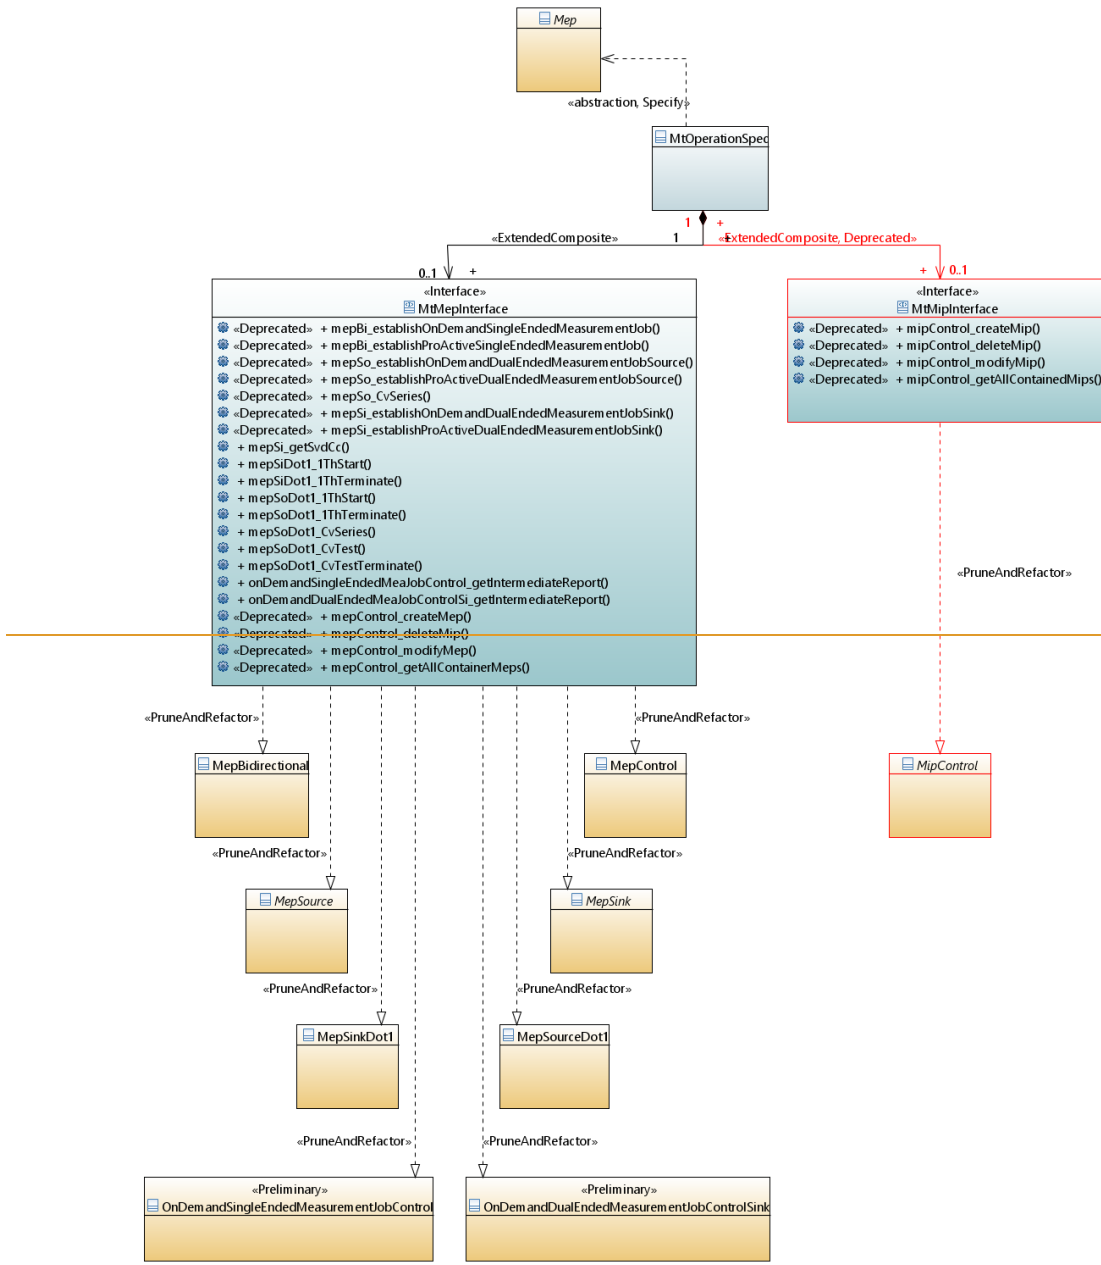 Mep
«abstraction, Specify»
MtOperationSpec
1 +
«ExtendedComposite» 1 «ExtendedComposite, Deprecated»
0..1 + + 0..1
«Interface»
MtMepInterface
«Deprecated» + mepBi_establishOnDemandSingleEndedMeasurementJob()
«Deprecated» + mepBi_establishProActiveSingleEndedMeasurementJob()
«Deprecated» + mepSo_establishOnDemandDualEndedMeasurementJobSource()
«Deprecated» + mepSo_establishProActiveDualEndedMeasurementJobSource()
«Deprecated» + mepSo_CvSeries()
«Deprecated» + mepSi_establishOnDemandDualEndedMeasurementJobSink()
«Deprecated» + mepSi_establishProActiveDualEndedMeasurementJobSink()
+ mepSi_getSvdCc()
+ mepSiDot1_1ThStart()
+ mepSiDot1_1ThTerminate()
+ mepSoDot1_1ThStart()
+ mepSoDot1_1ThTerminate()
+ mepSoDot1_CvSeries()
+ mepSoDot1_CvTest()
+ mepSoDot1_CvTestTerminate()
+ onDemandSingleEndedMeaJobControl_getIntermediateReport()
+ onDemandDualEndedMeaJobControlSi_getIntermediateReport()
«Deprecated» + mepControl_createMep()
«Deprecated» + mepControl_deleteMip()
«Deprecated» + mepControl_modifyMep()
«Deprecated» + mepControl_getAllContainerMeps()
«Interface»
MtMipInterface
«Deprecated» + mipControl_createMip()
«Deprecated» + mipControl_deleteMip()
«Deprecated» + mipControl_modifyMip()
«Deprecated» + mipControl_getAllContainedMips()
«PruneAndRefactor»
«PruneAndRefactor» «PruneAndRefactor»
MepBidirectional MepControl MipControl
«PruneAndRefactor» «PruneAndRefactor»
MepSource MepSink
«PruneAndRefactor» «PruneAndRefactor»
MepSinkDot1 MepSourceDot1
«PruneAndRefactor» «PruneAndRefactor»
«Preliminary» «Preliminary»
OnDemandSingleEndedMeasurementJobControl OnDemandDualEndedMeasurementJobControlSink